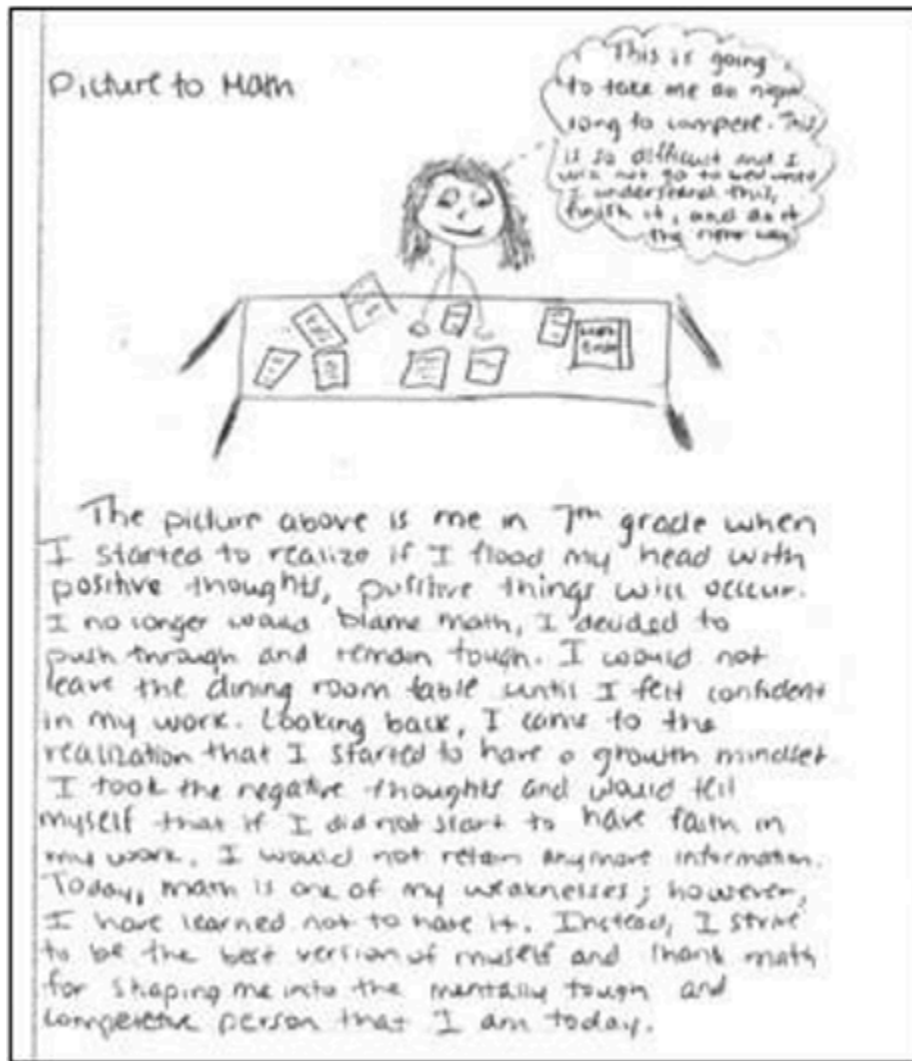 Picture to Math
This is going
to take me all night
long to compete. This
is so difficult and I
will not go to bed until
I understand this,
finish it, and do it
the right way
The picture above is me in 7th grade when
I started to realize if I flood my head with
positive thoughts, positive things will occur.
I no longer would blame math, I decided to
push through and remain tough. I would not
leave the dining room table until I felt confident
in my work. Looking back, I came to the
realization that I started to have a growth mindset.
I took the negative thoughts and would tell
myself that if I did not start to have faith in
my work, I would not retain anymore information.
Today, math is one of my weaknesses; however,
I have learned not to hate it. Instead, I strive
to be the best version of myself and thank math
for shaping me into the mentally tough and
competetive person that I am today.